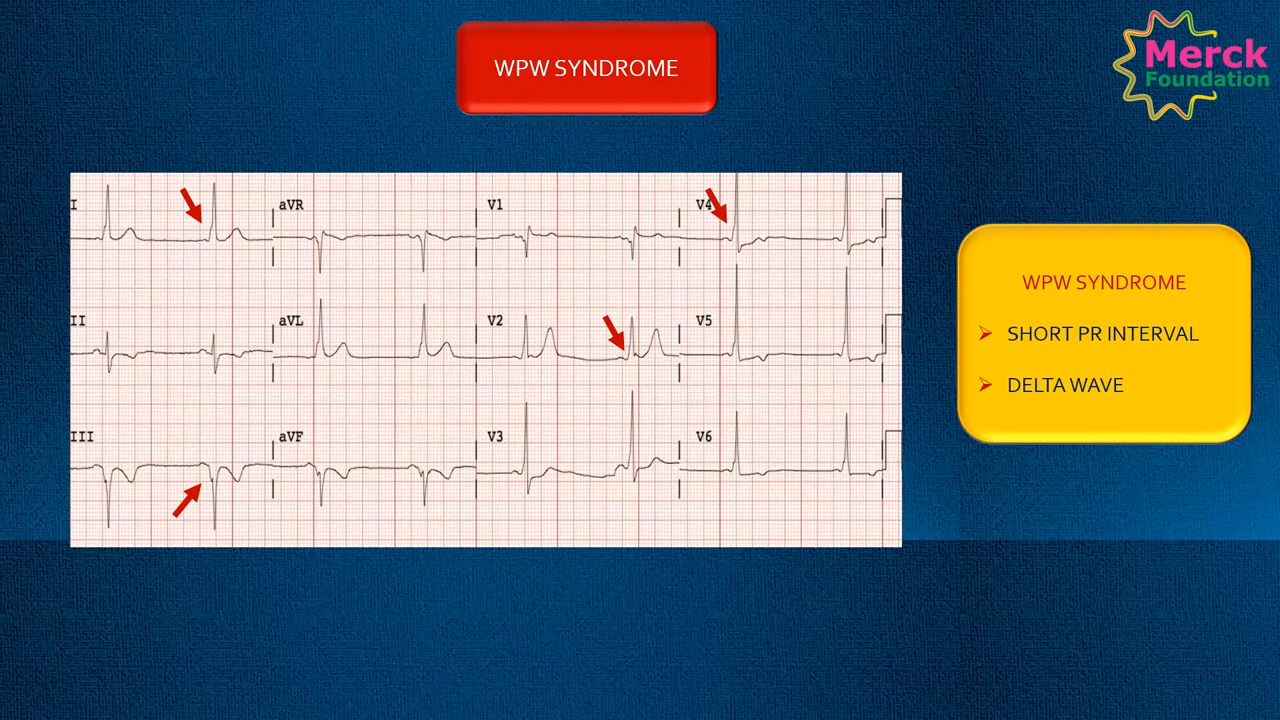 WPW SYNDROME
Merck
Foundation
I
aVR
V1
V4
II
aVL
V2
V5
III
aVF
V3
V6
WPW SYNDROME
SHORT PR INTERVAL
DELTA WAVE